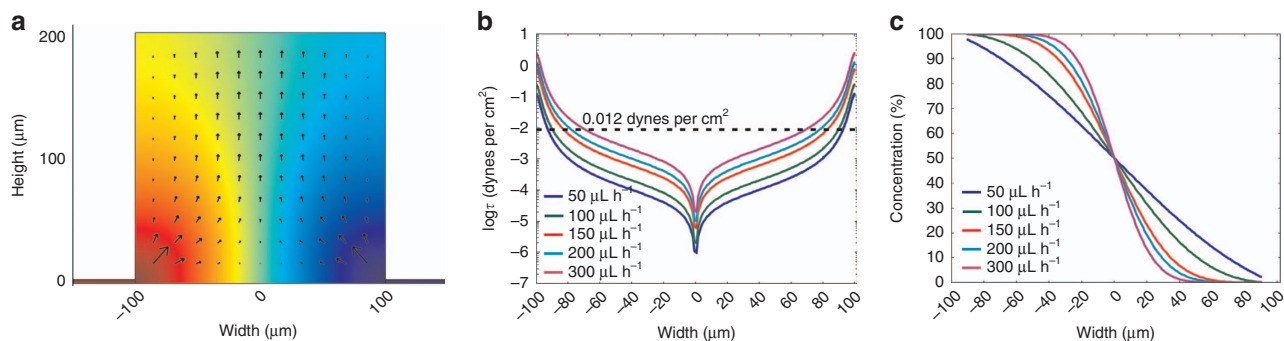 a
200
100
0
Height (μm)
−100
0
100
Width (μm)
b
1
0
−1
−2
−3
−4
−5
−6
−7
logτ (dynes per cm²)
0.012 dynes per cm²
50 μL h⁻¹
100 μL h⁻¹
150 μL h⁻¹
200 μL h⁻¹
300 μL h⁻¹
−100
−80
−60
−40
−20
0
20
40
60
80
100
Width (μm)
c
100
90
80
70
60
50
40
30
20
10
0
Concentration (%)
50 μL h⁻¹
100 μL h⁻¹
150 μL h⁻¹
200 μL h⁻¹
300 μL h⁻¹
−100
−80
−60
−40
−20
0
20
40
60
80
100
Width (μm)